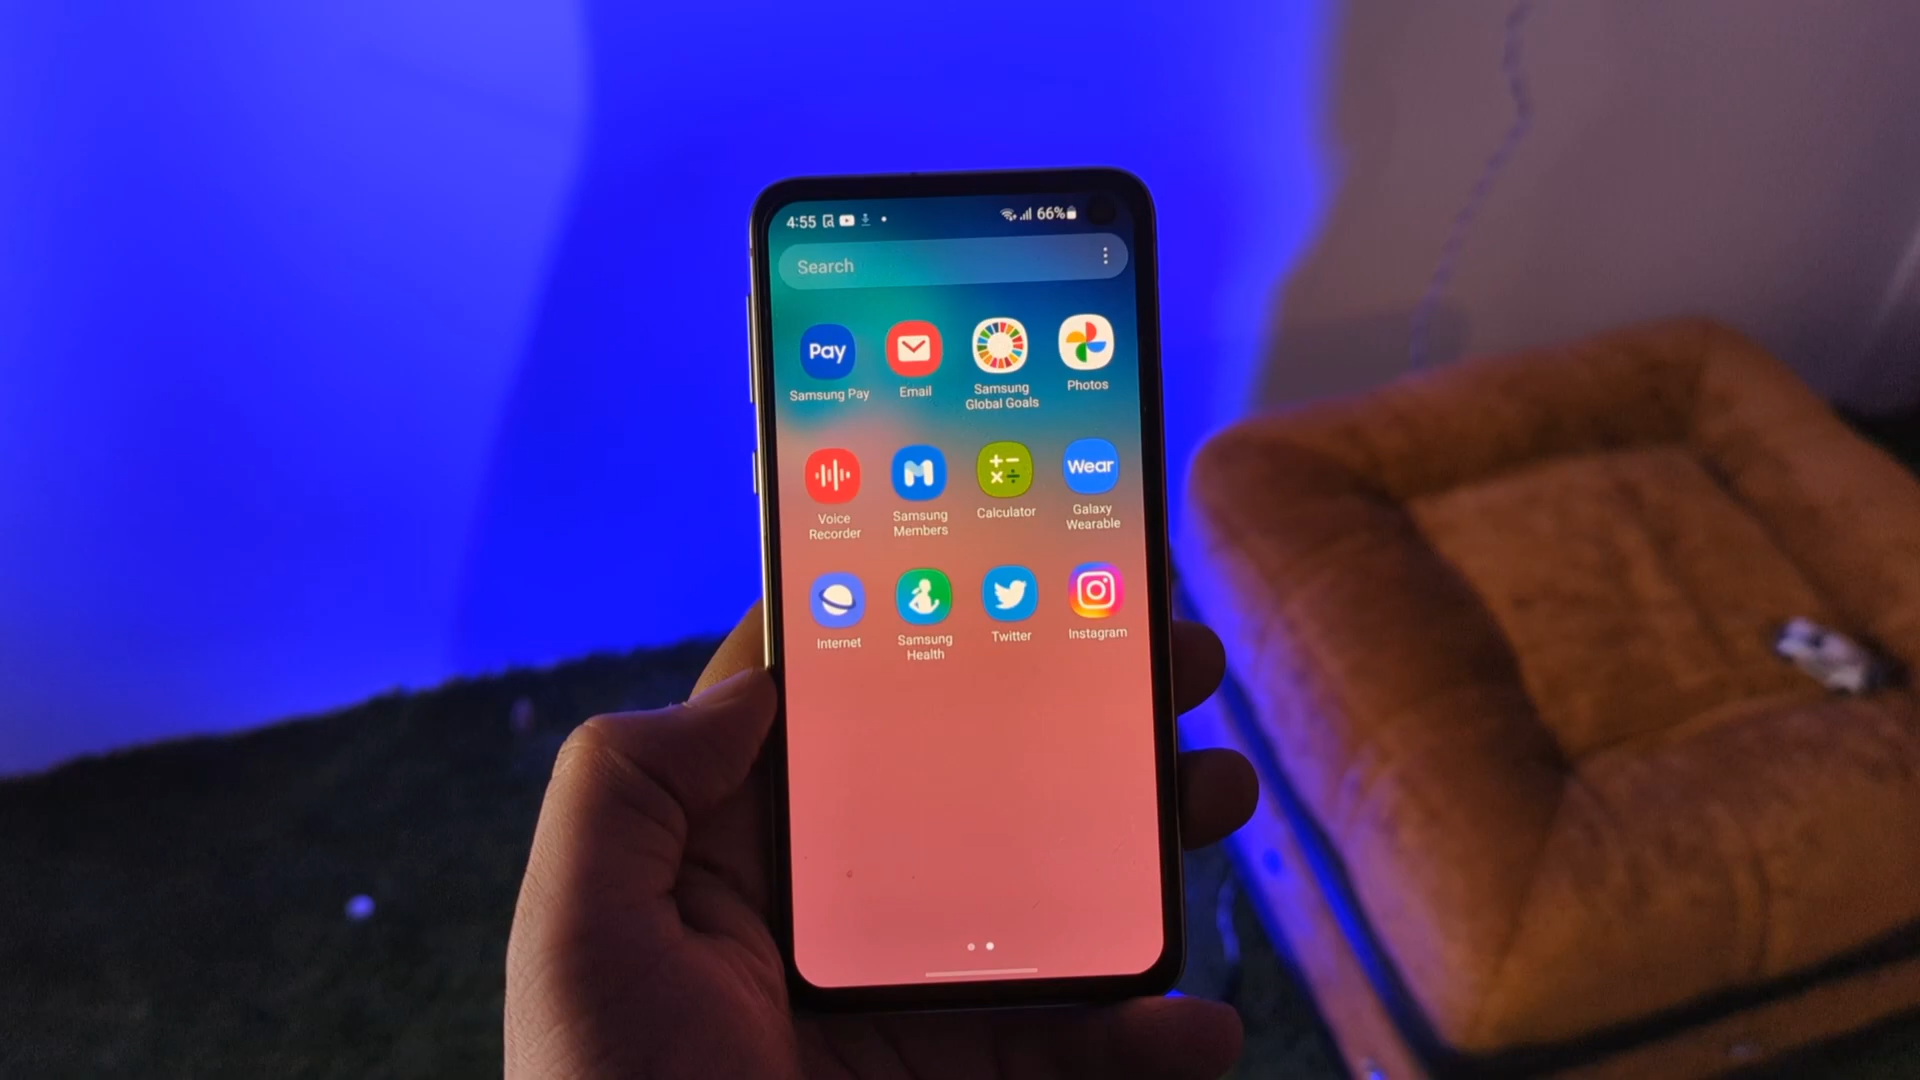 4:55
66%
Search
Pay
Samsung Pay
Email
Samsung
Global Goals
Photos
Voice
Recorder
Samsung
Members
Calculator
Wear
Galaxy
Wearable
Internet
Samsung
Health
Twitter
Instagram